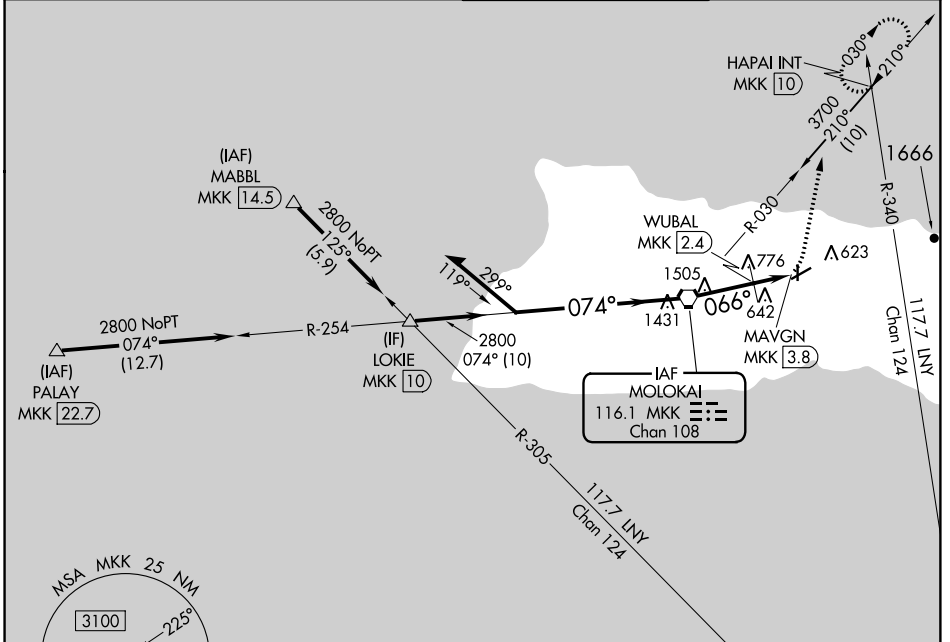 HAPAI INT
MKK 10
030°
210°
3700
210°
(10)
1666
(IAF)
MABBL
MKK 14.5
2800 NoPT
125°
(5.9)
R-030
R-340
WUBAL
MKK 2.4
776
623
1505
299°
119°
074°
066°
1431
642
2800 NoPT
074°
(12.7)
R-254
2800
074° (10)
(IAF)
PALAY
MKK 22.7
(IF)
LOKIE
MKK 10
MAVGN
MKK 3.8
117.7 LNY
Chan 124
IAF
MOLOKAI
116.1 MKK
Chan 108
R-305
117.7 LNY
Chan 124
MSA MKK 25 NM
3100
225°